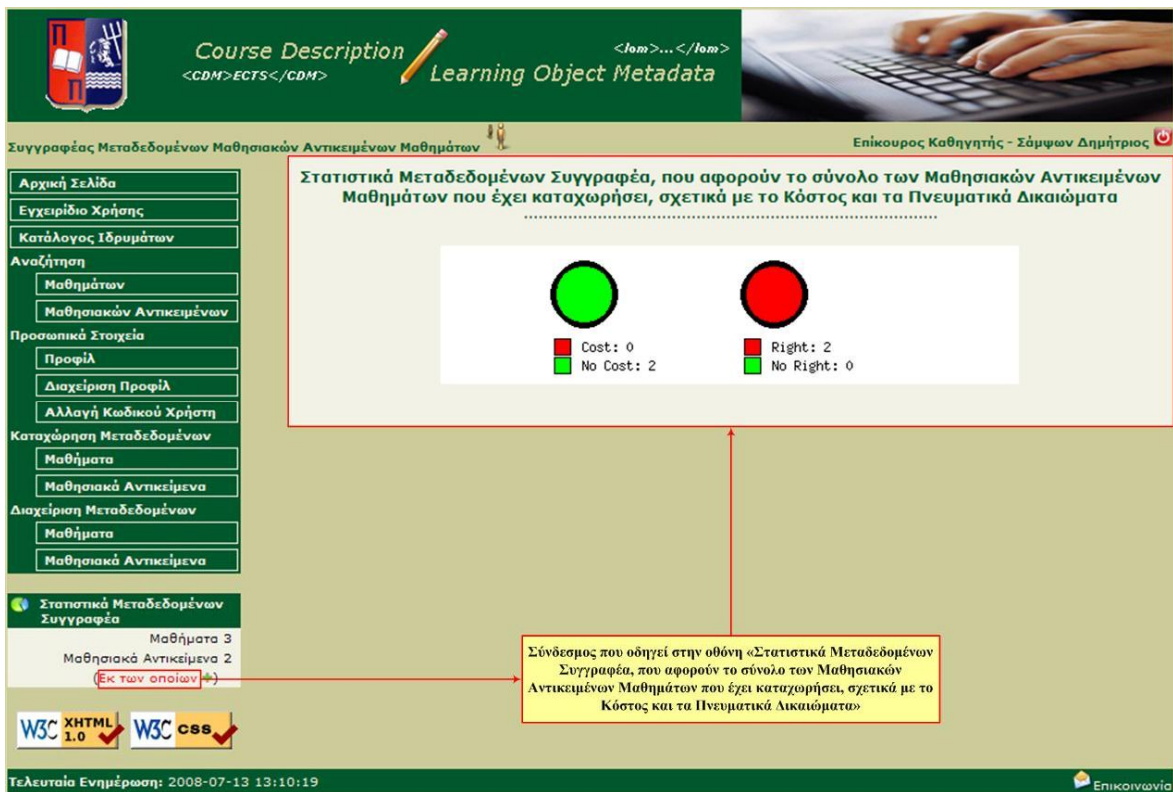 Π
Π
Course Description
<CDM>ECTS</CDM>
<lom>...</lom>
Learning Object Metadata
Συγγραφέας Μεταδεδομένων Μαθησιακών Αντικειμένων Μαθημάτων
Επίκουρος Καθηγητής - Σάμψων Δημήτριος
Αρχική Σελίδα
Εγχειρίδιο Χρήσης
Κατάλογος Ιδρυμάτων
Αναζήτηση
Μαθημάτων
Μαθησιακών Αντικειμένων
Προσωπικά Στοιχεία
Προφίλ
Διαχείριση Προφίλ
Αλλαγή Κωδικού Χρήστη
Καταχώρηση Μεταδεδομένων
Μαθήματα
Μαθησιακά Αντικείμενα
Διαχείριση Μεταδεδομένων
Μαθήματα
Μαθησιακά Αντικείμενα
Στατιστικά Μεταδεδομένων
Συγγραφέα
Μαθήματα 3
Μαθησιακά Αντικείμενα 2
(Εκ των οποίων +)
W3C XHTML 1.0
W3C css
Στατιστικά Μεταδεδομένων Συγγραφέα, που αφορούν το σύνολο των Μαθησιακών Αντικειμένων
Μαθημάτων που έχει καταχωρήσει, σχετικά με το Κόστος και τα Πνευματικά Δικαιώματα
Cost: 0
No Cost: 2
Right: 2
No Right: 0
Σύνδεσμος που οδηγεί στην οθόνη «Στατιστικά Μεταδεδομένων
Συγγραφέα, που αφορούν το σύνολο των Μαθησιακών
Αντικειμένων Μαθημάτων που έχει καταχωρήσει, σχετικά με το
Κόστος και τα Πνευματικά Δικαιώματα»
Τελευταία Ενημέρωση: 2008-07-13 13:10:19
Επικοινωνία